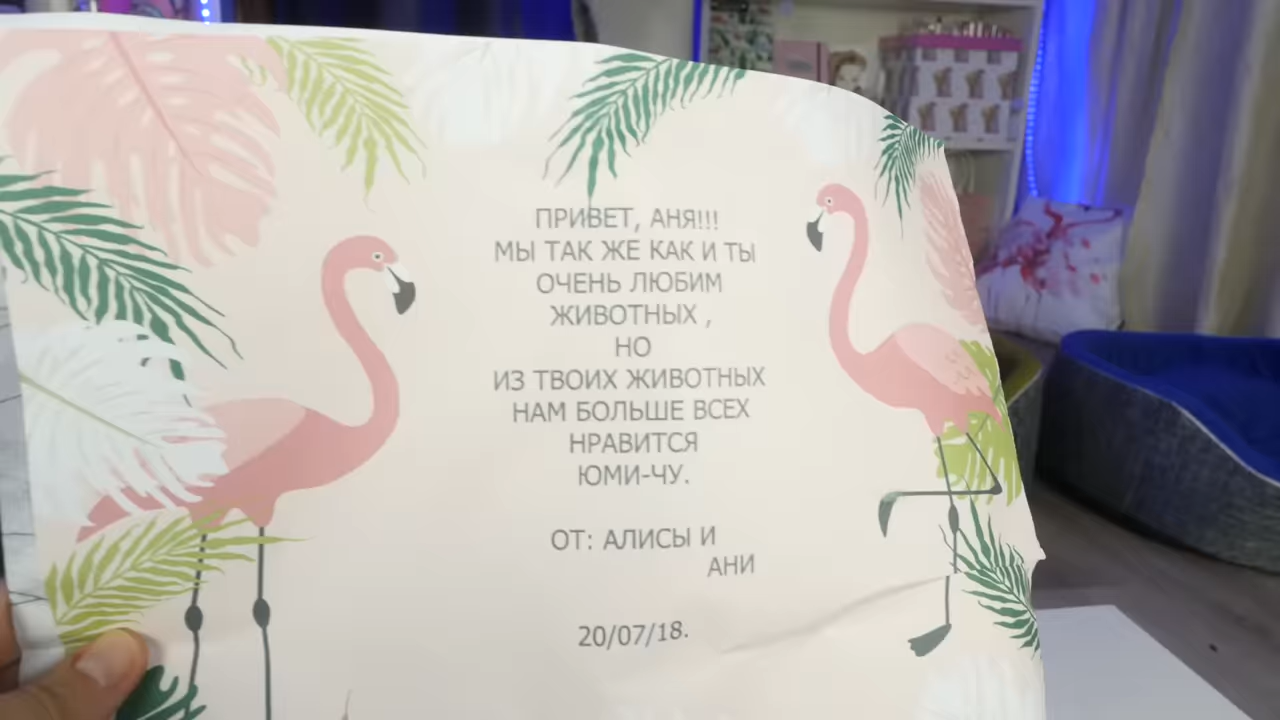 ПРИВЕТ, АНЯ!!!
МЫ ТАК ЖЕ КАК И ТЫ
ОЧЕНЬ ЛЮБИМ
ЖИВОТНЫХ ,
НО
ИЗ ТВОИХ ЖИВОТНЫХ
НАМ БОЛЬШЕ ВСЕХ
НРАВИТСЯ
ЮМИ-ЧУ.
ОТ: АЛИСЫ И
АНИ
20/07/18.